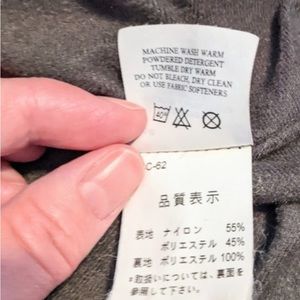 MACHINE WASH WARM
POWDERED DETERGENT
TUMBLE DRY WARM
DO NOT BLEACH, DRY CLEAN
OR USE FABRIC SOFTENERS
40°
C-62
品質表示
表地 ナイロン 55%
ポリエステル 45%
裏地 ポリエステル 100%
*取扱いについては、裏面を
参照して下さい。